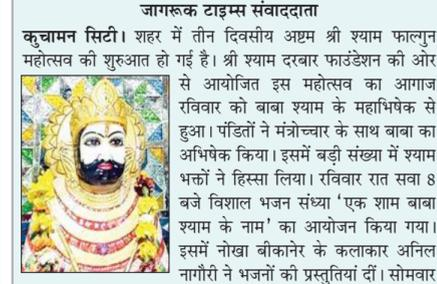 जागरूक टाइम्स संवाददाता
कुचामन सिटी। शहर में तीन दिवसीय अष्टम श्री श्याम फाल्गुन
महोत्सव की शुरुआत हो गई है। श्री श्याम दरबार फाउंडेशन की ओर
से आयोजित इस महोत्सव का आगाज
रविवार को बाबा श्याम के महाभिषेक से
हुआ। पंडितों ने मंत्रोच्चार के साथ बाबा का
अभिषेक किया। इसमें बड़ी संख्या में श्याम
भक्तों ने हिस्सा लिया। रविवार रात सवा 8
बजे विशाल भजन संध्या ‘एक शाम बाबा
श्याम के नाम’ का आयोजन किया गया।
इसमें नोखा बीकानेर के कलाकार अनिल
नागौरी ने भजनों की प्रस्तुतियां दीं। सोमवार